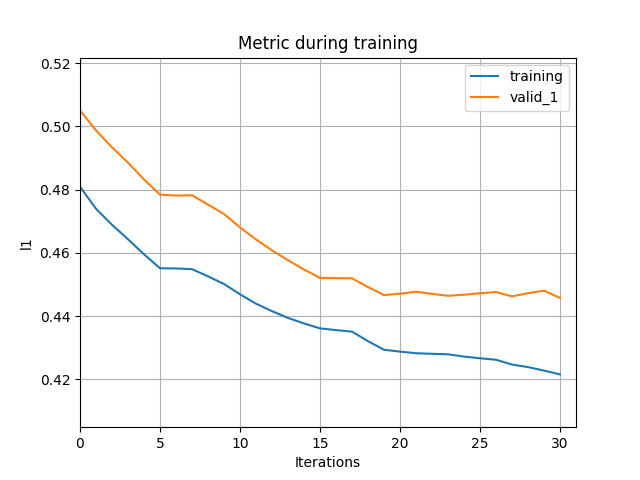 Metric during training
0.52
0.50
0.48
0.46
0.44
0.42
l1
training
valid_1
0 5 10 15 20 25 30
Iterations